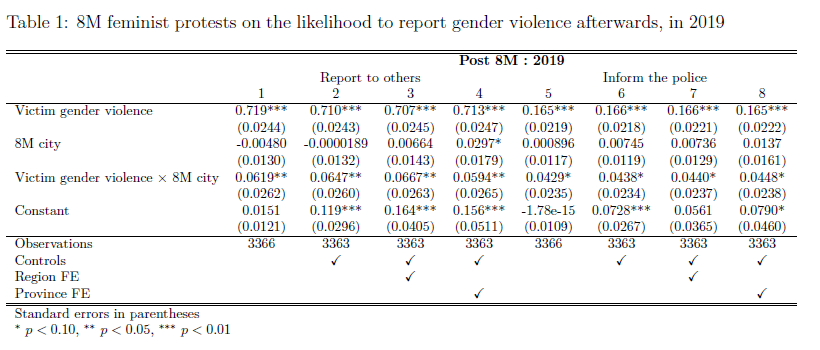 Table 1: 8M feminist protests on the likelihood to report gender violence afterwards, in 2019
Post 8M : 2019
Report to others Inform the police
1 2 3 4 5 6 7 8
Victim gender violence 0.719*** 0.710*** 0.707*** 0.713*** 0.165*** 0.166*** 0.166*** 0.165***
(0.0244) (0.0243) (0.0245) (0.0247) (0.0219) (0.0218) (0.0221) (0.0222)
8M city -0.00480 -0.0000189 0.00664 0.0297* 0.000896 0.00745 0.00736 0.0137
(0.0130) (0.0132) (0.0143) (0.0179) (0.0117) (0.0119) (0.0129) (0.0161)
Victim gender violence × 8M city 0.0619** 0.0647** 0.0667** 0.0594** 0.0429* 0.0438* 0.0440* 0.0448*
(0.0262) (0.0260) (0.0263) (0.0265) (0.0235) (0.0234) (0.0237) (0.0238)
Constant 0.0151 0.119*** 0.164*** 0.156*** -1.78e-15 0.0728*** 0.0561 0.0790*
(0.0121) (0.0296) (0.0405) (0.0511) (0.0109) (0.0267) (0.0365) (0.0460)
Observations 3366 3363 3363 3363 3366 3363 3363 3363
Controls ✓ ✓ ✓ ✓ ✓ ✓
Region FE ✓ ✓
Province FE ✓ ✓
Standard errors in parentheses
* p < 0.10, ** p < 0.05, *** p < 0.01